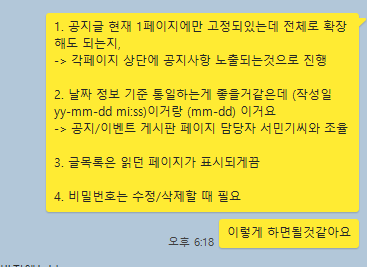 1. 공지글 현재 1페이지에만 고정되있는데 전체로 확장
해도 되는지,
-> 각페이지 상단에 공지사항 노출되는것으로 진행
2. 날짜 정보 기준 통일하는게 좋을거같은데 (작성일
yy-mm-dd mi:ss)이거랑 (mm-dd) 이거요
-> 공지/이벤트 게시판 페이지 담당자 서민기씨와 조율
3. 글목록은 읽던 페이지가 표시되게끔
4. 비밀번호는 수정/삭제할 때 필요
오후 6:18
이렇게 하면될것같아요